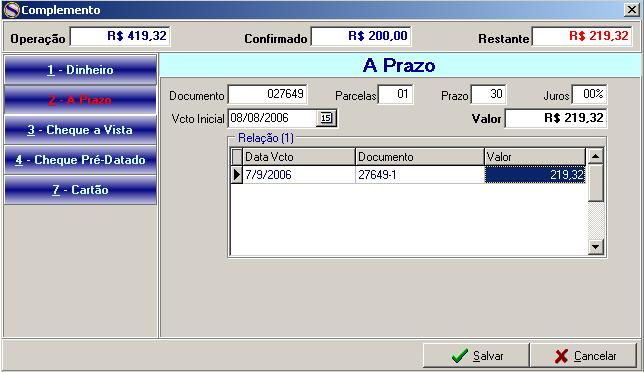 Complemento
Operação R$ 419,32 Confirmado R$ 200,00 Restante R$ 219,32
1 - Dinheiro
2 - A Prazo
3 - Cheque a Vista
4 - Cheque Pré-Datado
7 - Cartão
A Prazo
Documento 027649 Parcelas 01 Prazo 30 Juros 00%
Vcto Inicial 08/08/2006 15 Valor R$ 219,32
Relação (1)
Data Vcto Documento Valor
7/9/2006 27649-1 219,32
Salvar Cancelar